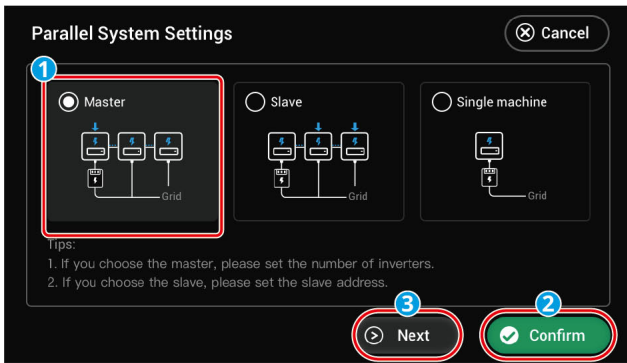 Parallel System Settings
Cancel
1
Master
Slave
Single machine
Grid
Grid
Grid
Tips:
1. If you choose the master, please set the number of inverters.
2. If you choose the slave, please set the slave address.
3
2
Next
Confirm